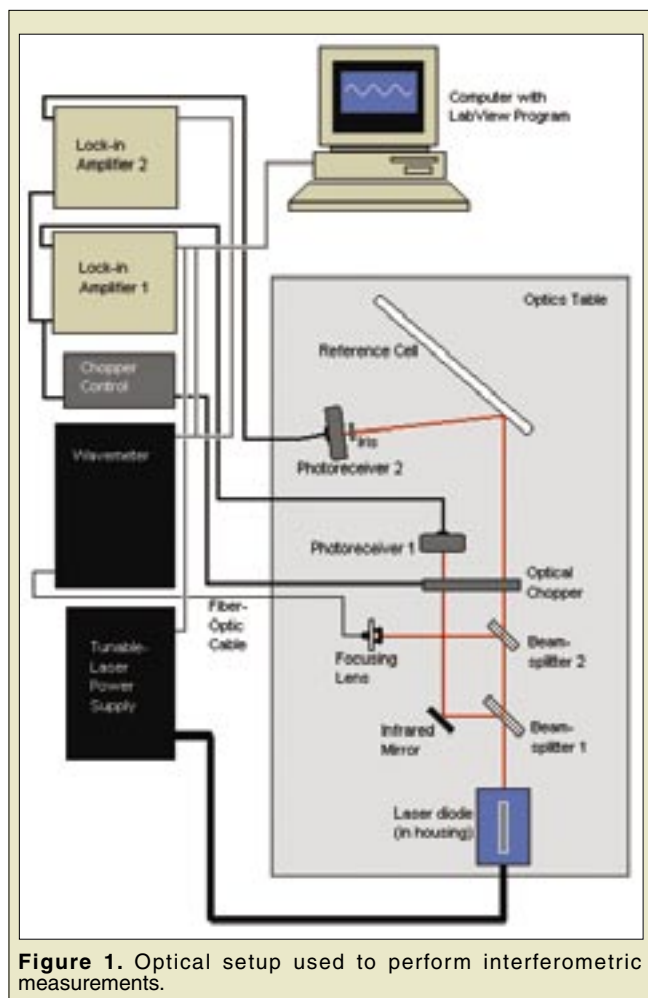 Computer with
LabView Program
Lock-in
Amplifier 2
Lock-in
Amplifier 1
Optics Table
Reference Cell
Chopper
Control
Iris
Wavemeter
Photoreceiver 2
Photoreceiver 1
Optical
Chopper
Fiber-
Optic
Cable
Tunable-
Laser
Power
Supply
Focusing
Lens
Beam-
splitter 2
Infrared
Mirror
Beam-
splitter 1
Laser diode
(in housing)
Figure 1. Optical setup used to perform interferometric
measurements.